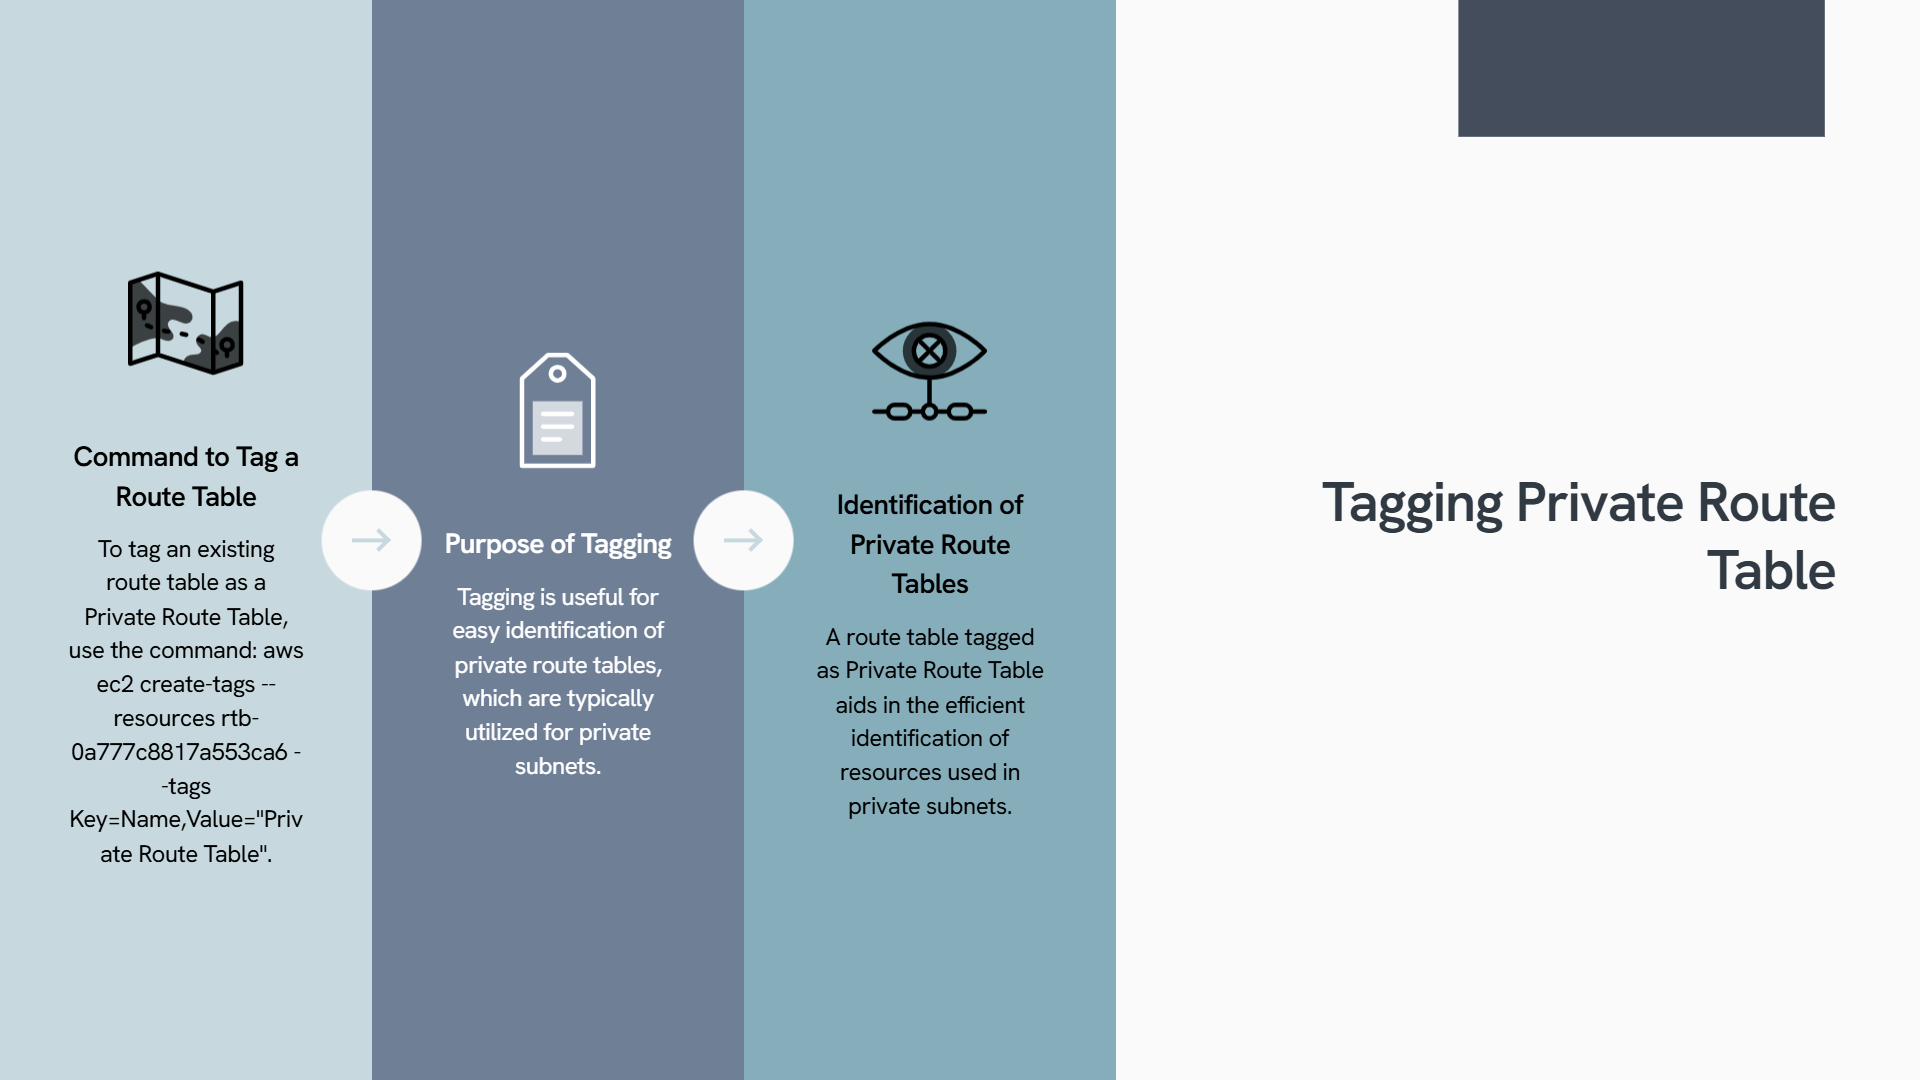 Command to Tag a
Route Table
To tag an existing
route table as a
Private Route Table,
use the command: aws
ec2 create-tags --
resources rtb-
0a777c8817a553ca6 -
-tags
Key=Name,Value="Priv
ate Route Table".
Purpose of Tagging
Tagging is useful for
easy identification of
private route tables,
which are typically
utilized for private
subnets.
Identification of
Private Route
Tables
A route table tagged
as Private Route Table
aids in the efficient
identification of
resources used in
private subnets.
Tagging Private Route
Table